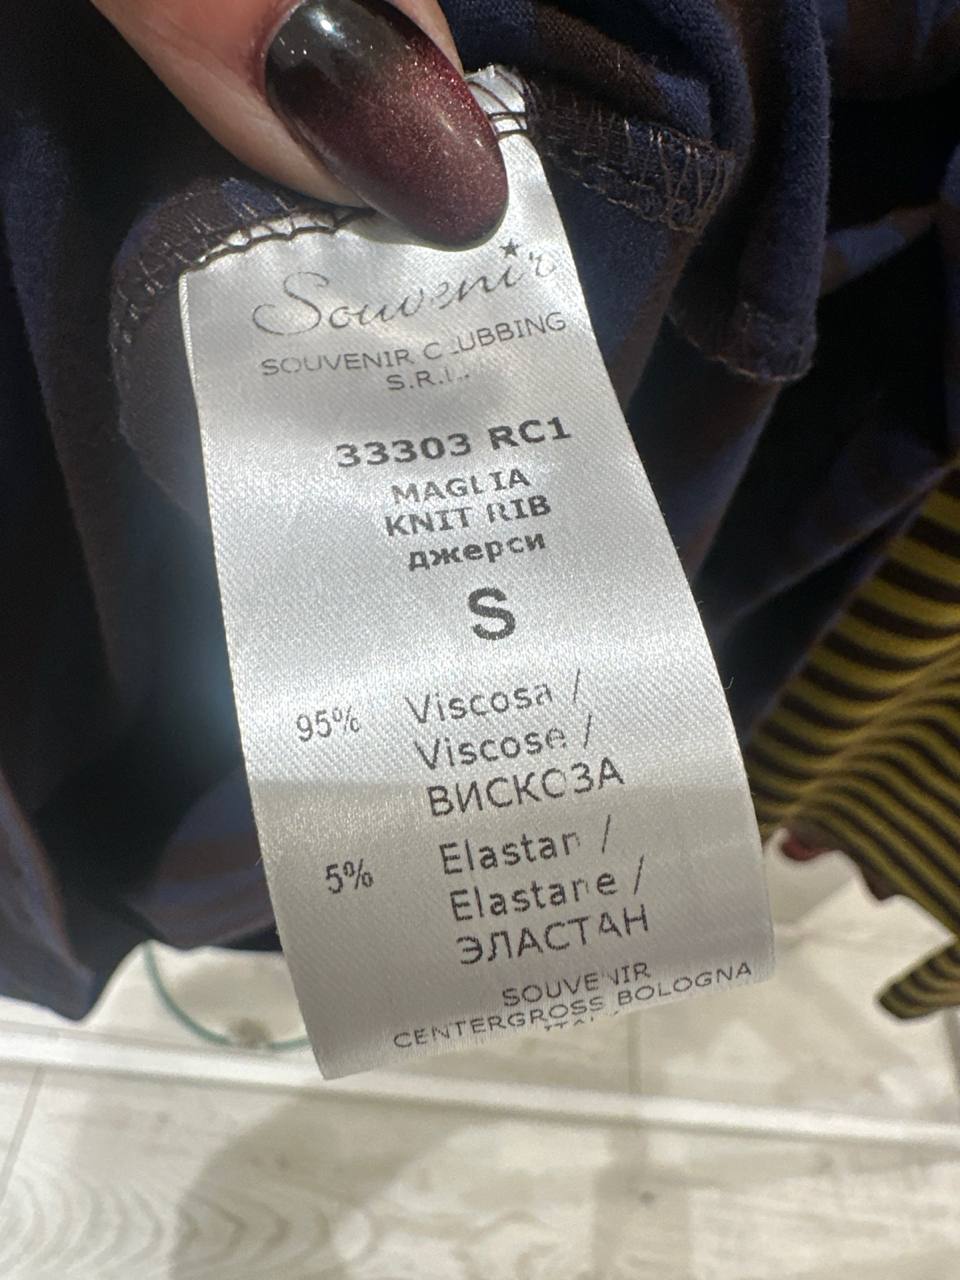 Souvenir
SOUVENIR CLUBBING
S.R.L.
33303 RC1
MAGLIA
KNIT RIB
джерси
S
95% Viscosa /
Viscose /
ВИСКОЗА
5% Elastan /
Elastane /
ЭЛАСТАН
SOUVENIR
CENTERGROSS BOLOGNA